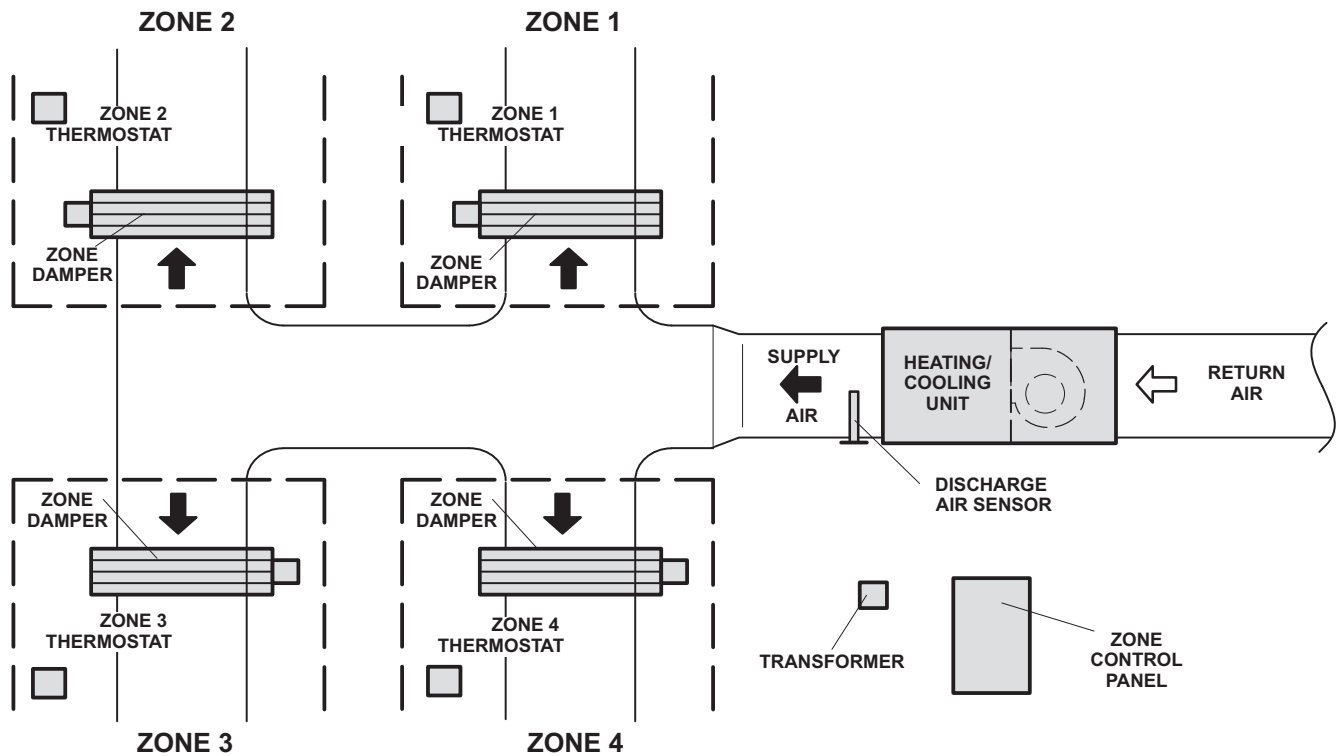 ZONE 2
ZONE 1
ZONE 2
THERMOSTAT
ZONE 1
THERMOSTAT
ZONE
DAMPER
ZONE
DAMPER
SUPPLY
AIR
HEATING/
COOLING
UNIT
RETURN
AIR
DISCHARGE
AIR SENSOR
ZONE
DAMPER
ZONE
DAMPER
ZONE 3
THERMOSTAT
ZONE 4
THERMOSTAT
TRANSFORMER
ZONE
CONTROL
PANEL
ZONE 3
ZONE 4